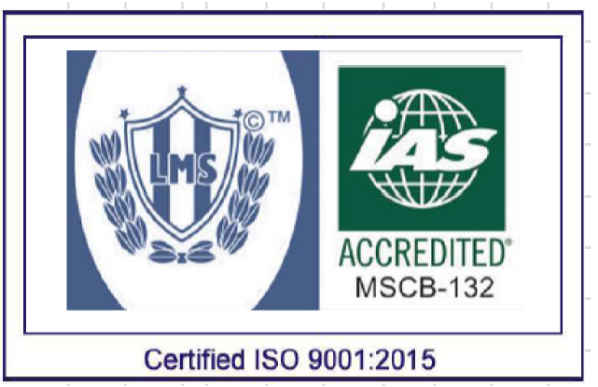 © TM
LMS
iAS
ACCREDITED®
MSCB-132
Certified ISO 9001:2015